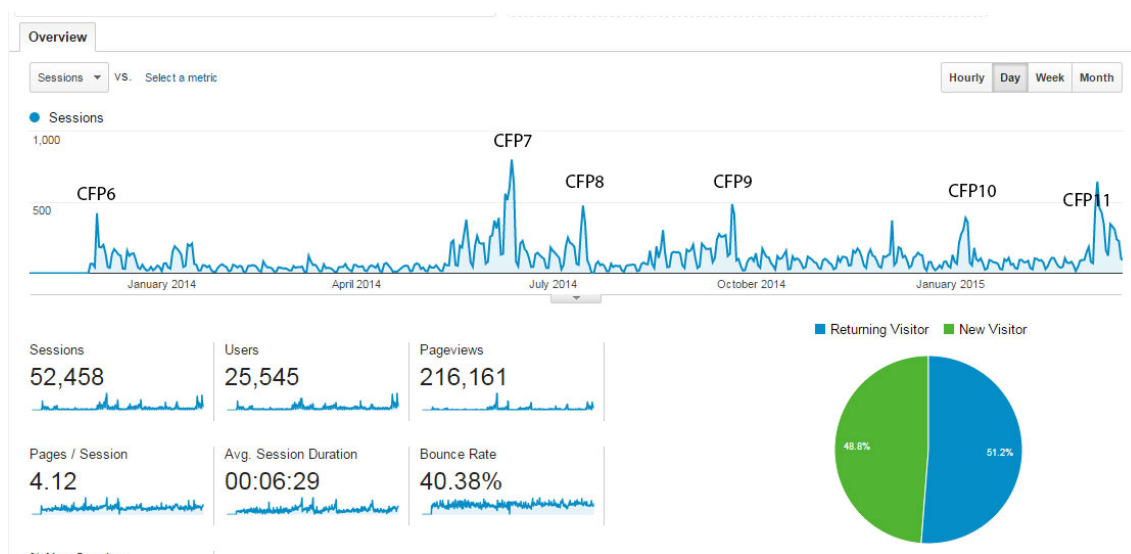 Overview
Sessions VS. Select a metric
Hourly Day Week Month
Sessions
1,000
500
CFP6
CFP7
CFP8
CFP9
CFP10
CFP11
January 2014 April 2014 July 2014 October 2014 January 2015
Returning Visitor New Visitor
Sessions Users Pageviews
52,458 25,545 216,161
Pages / Session Avg. Session Duration Bounce Rate
4.12 00:06:29 40.38%
48.8% 51.2%